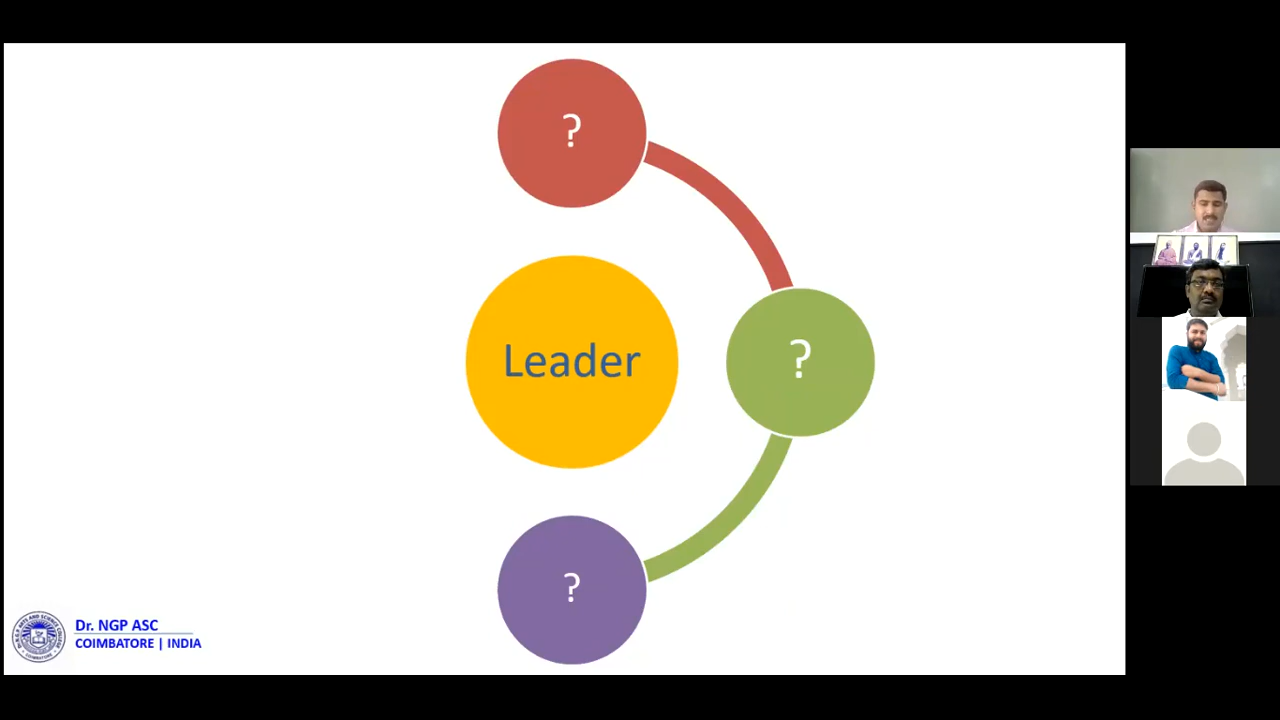 ?
Leader
?
?
Dr. NGP ASC
COIMBATORE | INDIA